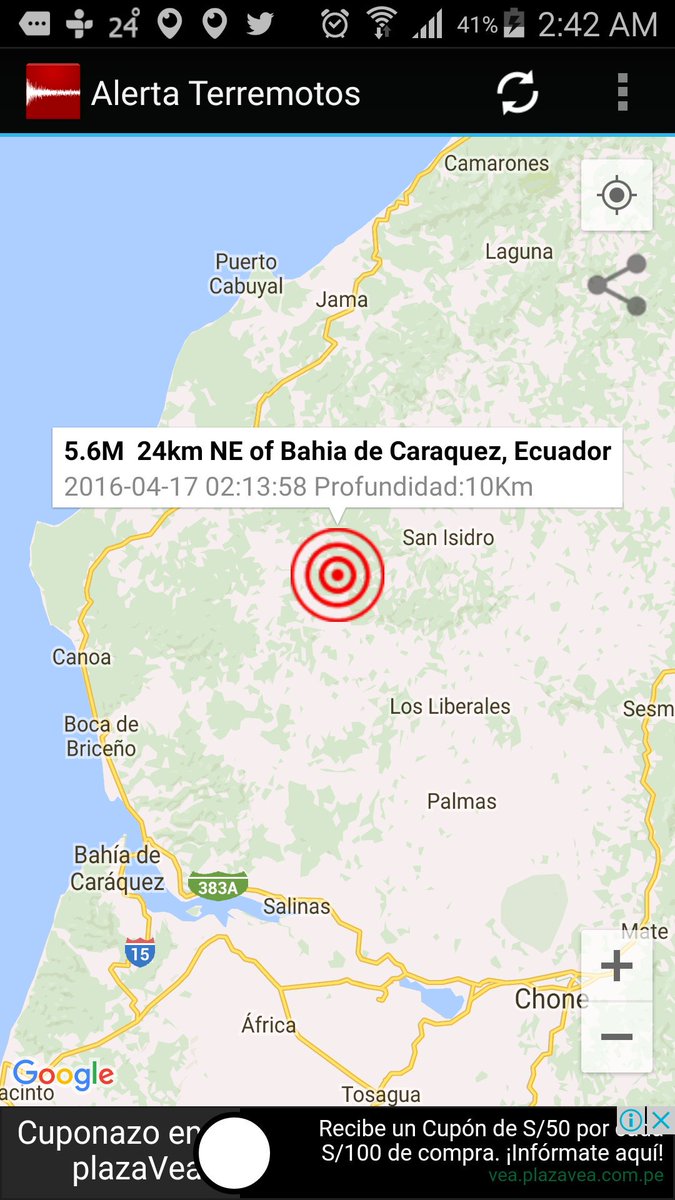 24°
41%
2:42 AM
Alerta Terremotos
Camarones
Laguna
Puerto
Cabuyal
Jama
5.6M 24km NE of Bahia de Caraquez, Ecuador
2016-04-17 02:13:58 Profundidad:10Km
San Isidro
Canoa
Los Liberales
Sesm
Boca de
Briceño
Palmas
Bahía de
Caráquez
383A
Salinas
15
Mate
Chone
África
Google
acinto
Tosagua
Cuponazo en
plazaVea
Recibe un Cupón de S/50 por cada
S/100 de compra. ¡Infórmate aquí!
vea.plazavea.com.pe